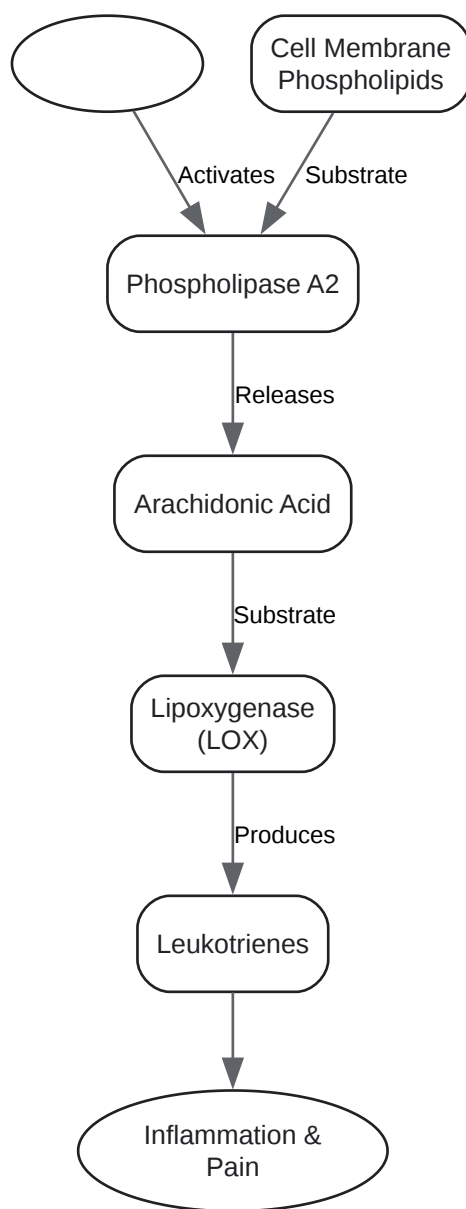 Cell Membrane
Phospholipids
Activates
Substrate
Phospholipase A2
Releases
Arachidonic Acid
Substrate
Lipoxygenase
(LOX)
Produces
Leukotrienes
Inflammation &
Pain